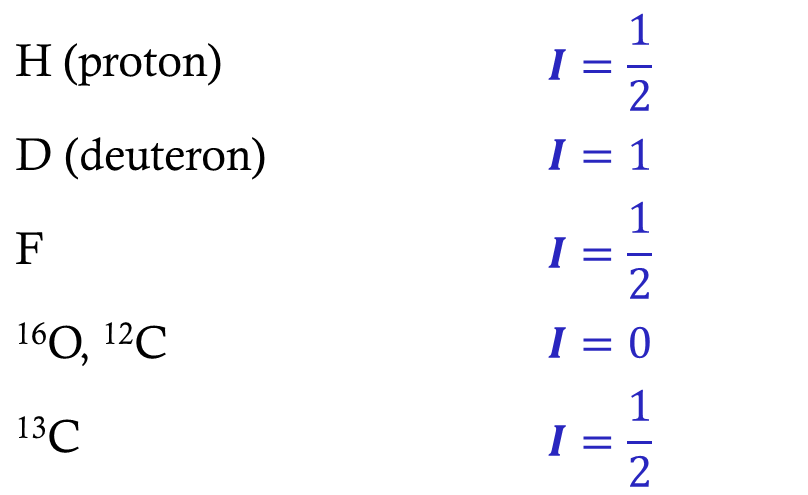 H (proton) I = 1/2
D (deuteron) I = 1
F I = 1/2
¹⁶O, ¹²C I = 0
¹³C I = 1/2